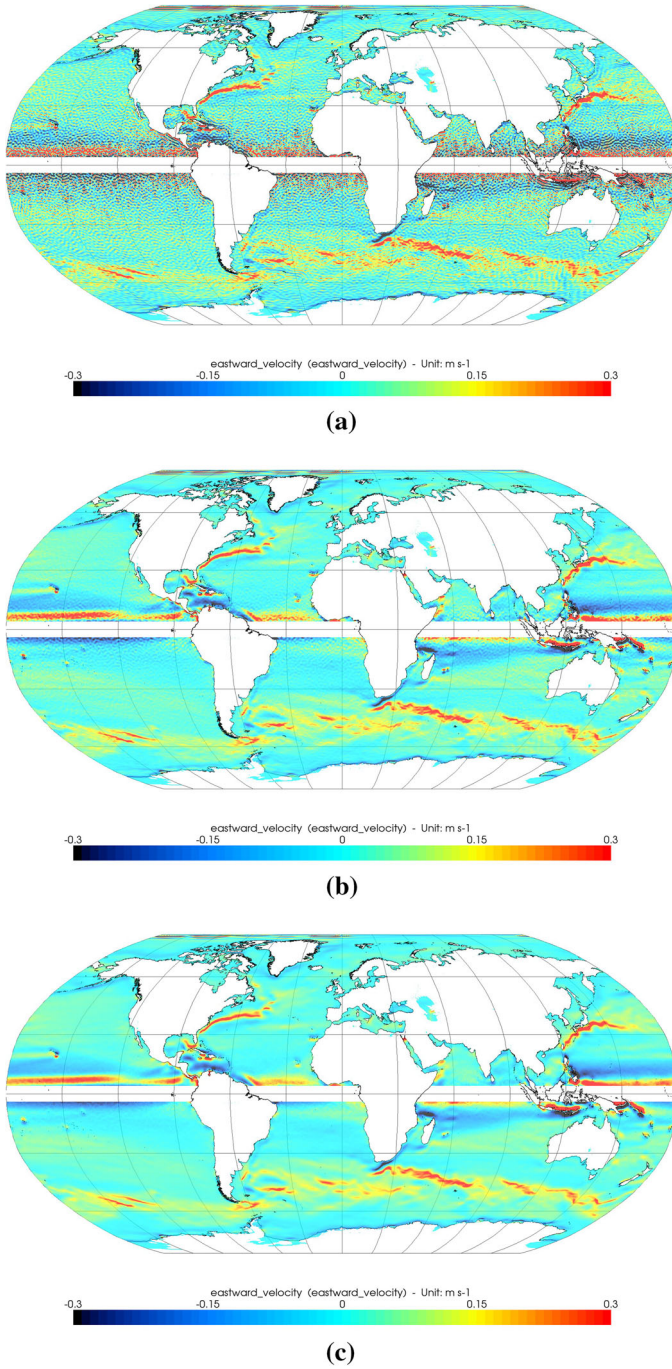 eastward_velocity (eastward_velocity) - Unit: m s-1
-0.3 -0.15 0 0.15 0.3
(a)
eastward_velocity (eastward_velocity) - Unit: m s-1
-0.3 -0.15 0 0.15 0.3
(b)
eastward_velocity (eastward_velocity) - Unit: m s-1
-0.3 -0.15 0 0.15 0.3
(c)